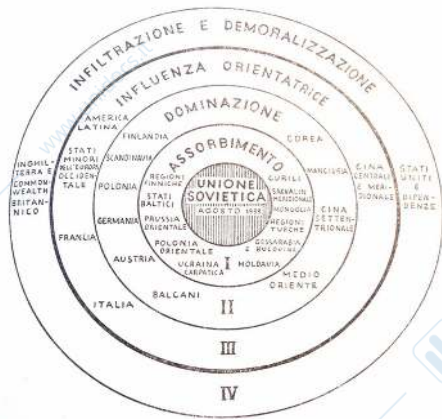 INFILTRAZIONE E DEMORALIZZAZIONE
INFLUENZA ORIENTATRICE
DOMINAZIONE
ASSORBIMENTO
UNIONE
SOVIETICA
AGOSTO 1939
REGIONI
FINNICHE
STATI
BALTICI
PRUSSIA
ORIENTALE
POLONIA
ORIENTALE
UCRAINA
CARPATICA
MOLDAVIA
BESSARABIA
E BUCOVINA
REGIONI
TURCHE
MONGOLIA
SACHALIN
MERIDIONALE
CURILI
I
FINLANDIA
SCANDINAVIA
POLONIA
GERMANIA
AUSTRIA
BALCANI
MEDIO
ORIENTE
CINA
SETTEN-
TRIONALE
MANCIURIA
COREA
II
AMERICA
LATINA
STATI
MINORI
DELL'EUROPA
OCCIDEN-
TALE
FRANCIA
ITALIA
CINA
CENTRALE
E MERI-
DIONALE
III
INGHIL-
TERRA E
COMMON-
WEALTH
BRITAN-
NICO
STATI
UNITI
E
DIPEN-
DENZE
IV